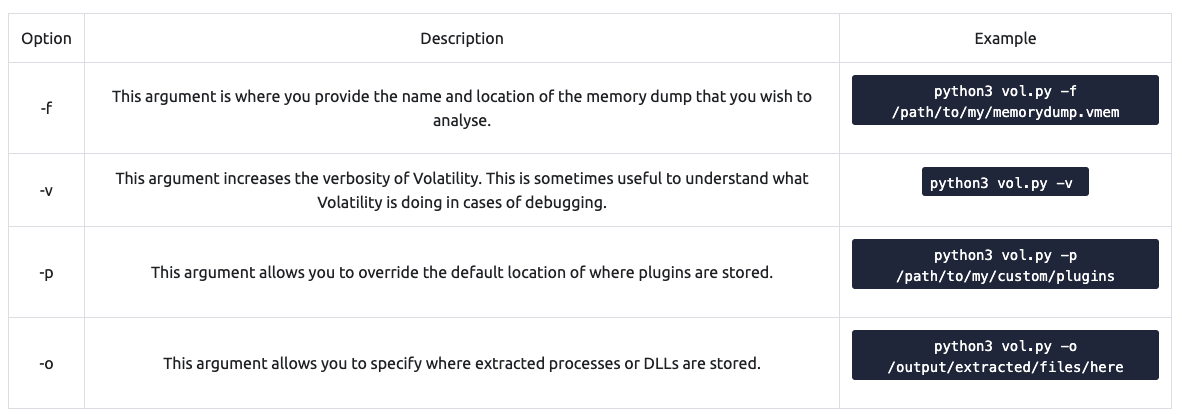 Option Description Example
-f
This argument is where you provide the name and location of the memory dump that you wish to
analyse.
python3 vol.py -f
/path/to/my/memorydump.vmem
-v
This argument increases the verbosity of Volatility. This is sometimes useful to understand what
Volatility is doing in cases of debugging.
python3 vol.py -v
-p
This argument allows you to override the default location of where plugins are stored.
python3 vol.py -p
/path/to/my/custom/plugins
-o
This argument allows you to specify where extracted processes or DLLs are stored.
python3 vol.py -o
/output/extracted/files/here